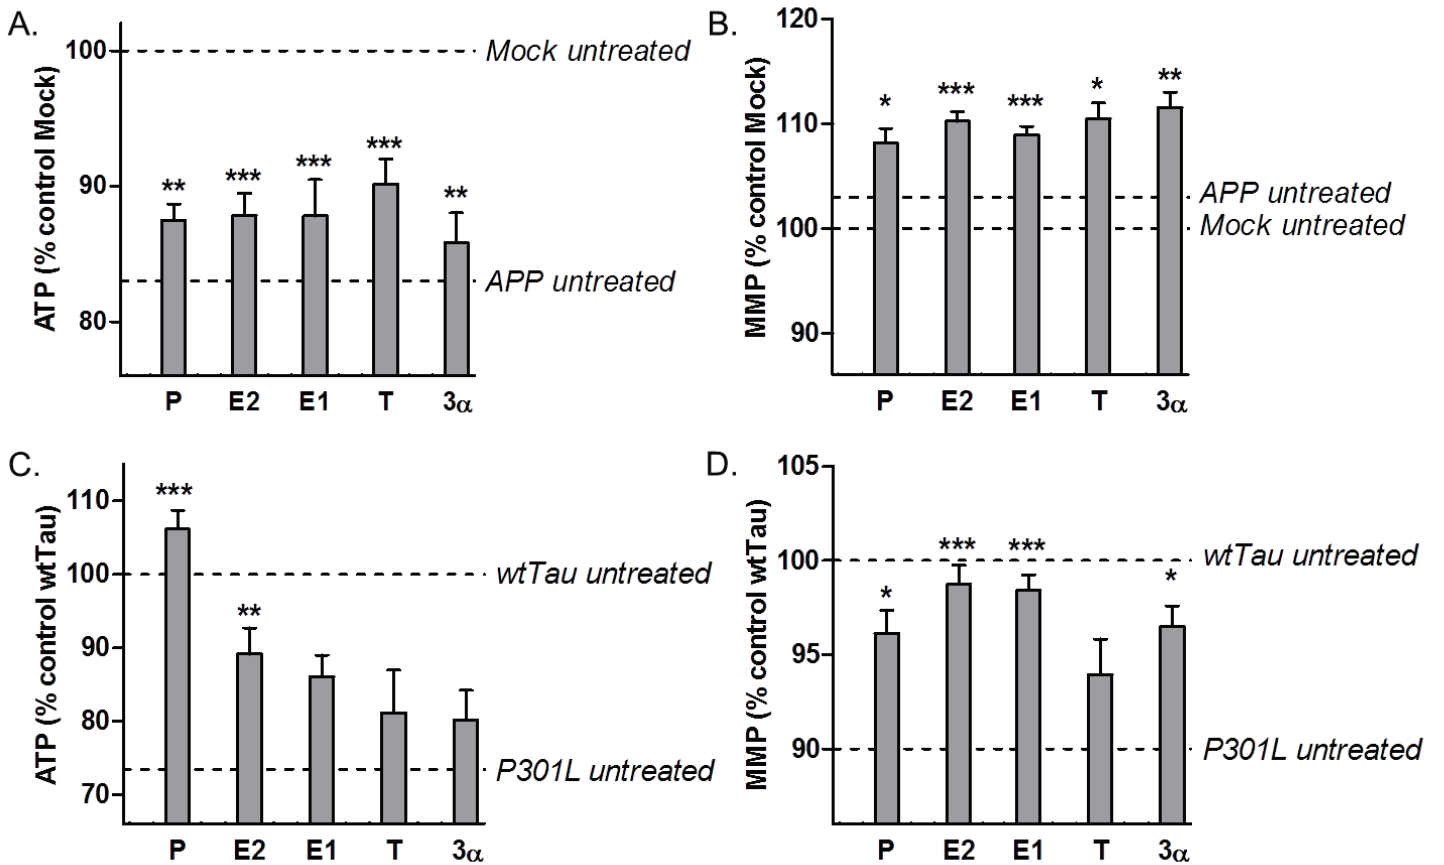 A.
ATP (% control Mock)
100
90
80
Mock untreated
APP untreated
** *** *** *** **
P E2 E1 T 3α
B.
MMP (% control Mock)
120
110
100
90
APP untreated
Mock untreated
* *** *** * **
P E2 E1 T 3α
C.
ATP (% control wtTau)
110
100
90
80
70
wtTau untreated
P301L untreated
*** **
P E2 E1 T 3α
D.
MMP (% control wtTau)
105
100
95
90
wtTau untreated
P301L untreated
* *** *** *
P E2 E1 T 3α